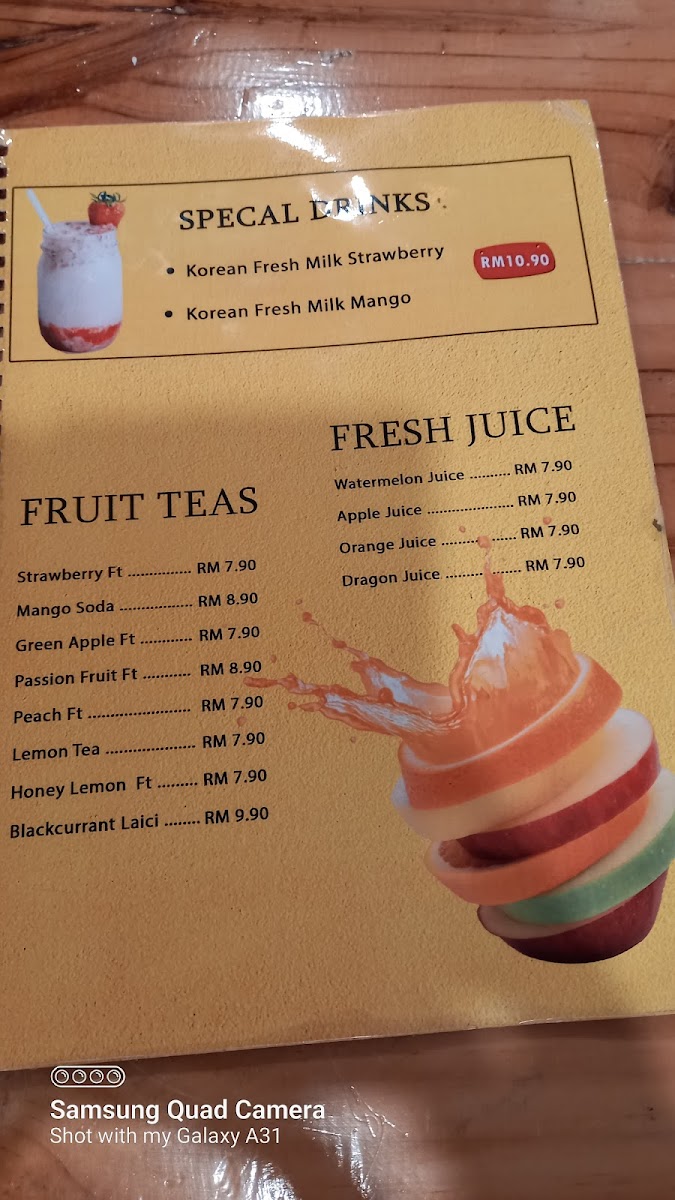 SPECAL DRINKS
• Korean Fresh Milk Strawberry
RM10.90
• Korean Fresh Milk Mango
FRUIT TEAS
Strawberry Ft ............... RM 7.90
Mango Soda ................. RM 8.90
Green Apple Ft ............ RM 7.90
Passion Fruit Ft ........... RM 8.90
Peach Ft ........................ RM 7.90
Lemon Tea ..................... RM 7.90
Honey Lemon Ft ......... RM 7.90
Blackcurrant Laici ........ RM 9.90
FRESH JUICE
Watermelon Juice .......... RM 7.90
Apple Juice ..................... RM 7.90
Orange Juice .................. RM 7.90
Dragon Juice .................. RM 7.90
Samsung Quad Camera
Shot with my Galaxy A31